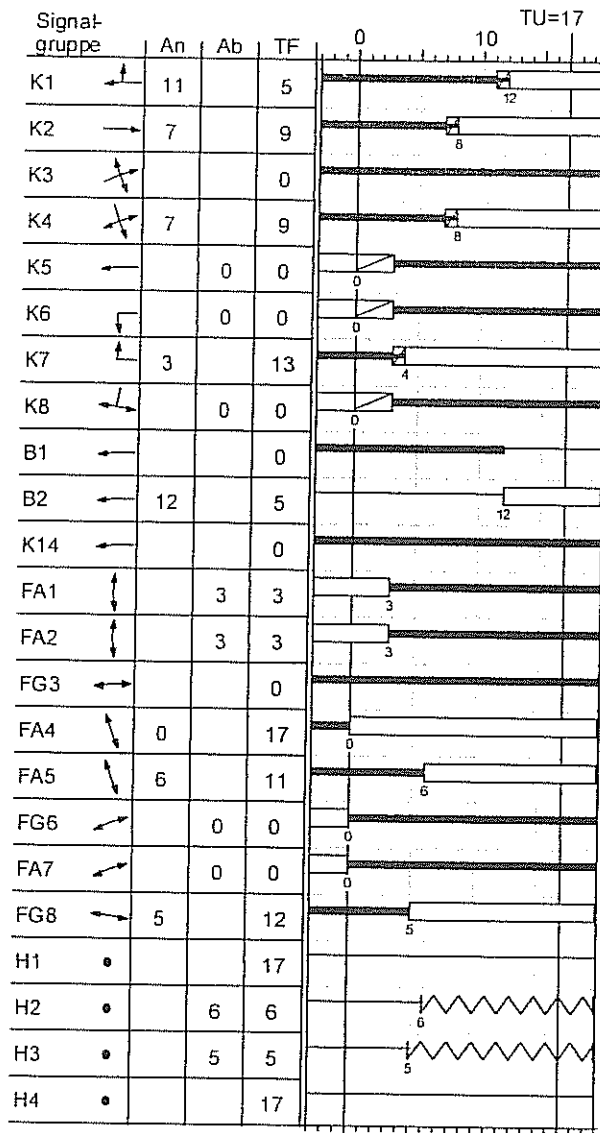 TU=17
Signal-
gruppe An Ab TF 0 10
K1 11 5 12
K2 7 9 8
K3 0
K4 7 9 8
K5 0 0 0
K6 0 0 0
K7 3 13 4
K8 0 0 0
B1 0
B2 12 5 12
K14 0
FA1 3 3 3
FA2 3 3 3
FG3 0
FA4 0 17 0
FA5 6 11 6
FG6 0 0 0
FA7 0 0 0
FG8 5 12 5
H1 17
H2 6 6 6
H3 5 5 5
H4 17